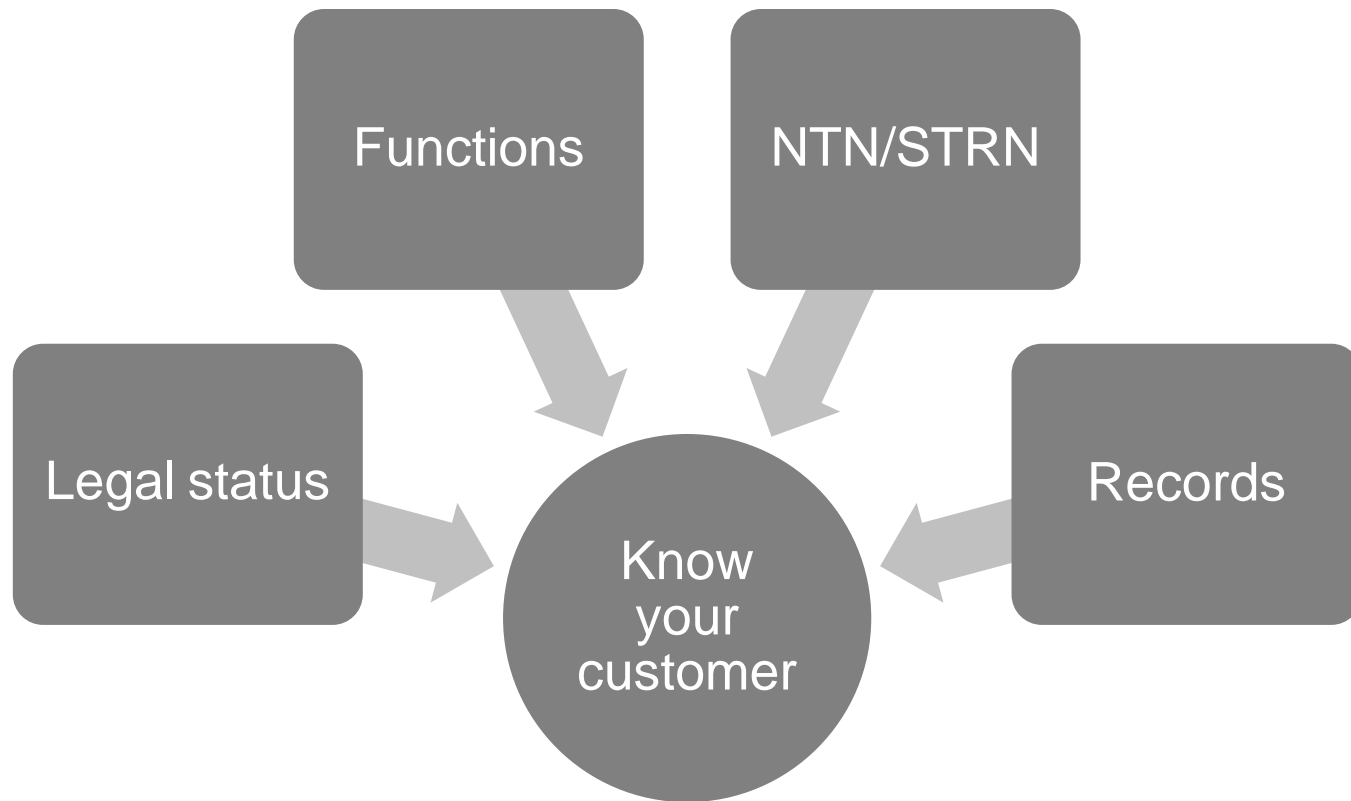 Functions
NTN/STRN
Legal status
Records
Know
your
customer